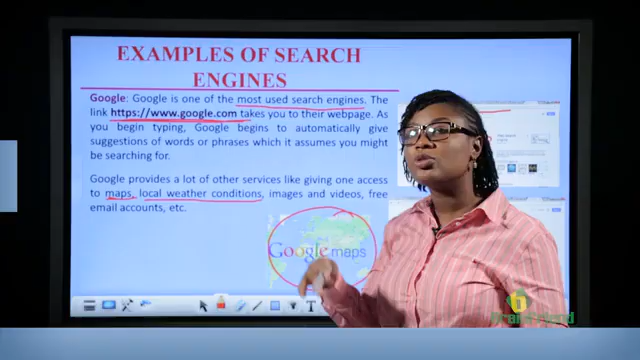 EXAMPLES OF SEARCH
ENGINES
Google: Google is one of the most used search engines. The
link https://www.google.com takes you to their webpage. As
you begin typing, Google begins to automatically give
suggestions of words or phrases which it assumes you might
be searching for.
Google provides a lot of other services like giving one access
to maps, local weather conditions, images and videos, free
email accounts, etc.
Google maps
T